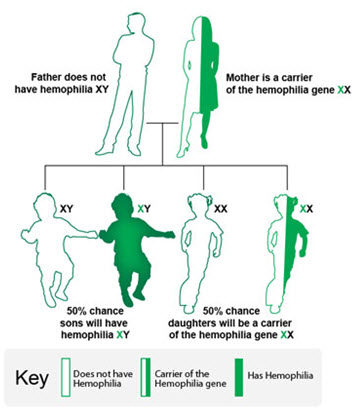 Father does not
have hemophilia XY
Mother is a carrier
of the hemophilia gene XX
XY
XY
XX
XX
50% chance
sons will have
hemophilia XY
50% chance
daughters will be a carrier
of the hemophilia gene XX
Key
Does not have
Hemophilia
Carrier of the
Hemophilia gene
Has Hemophilia